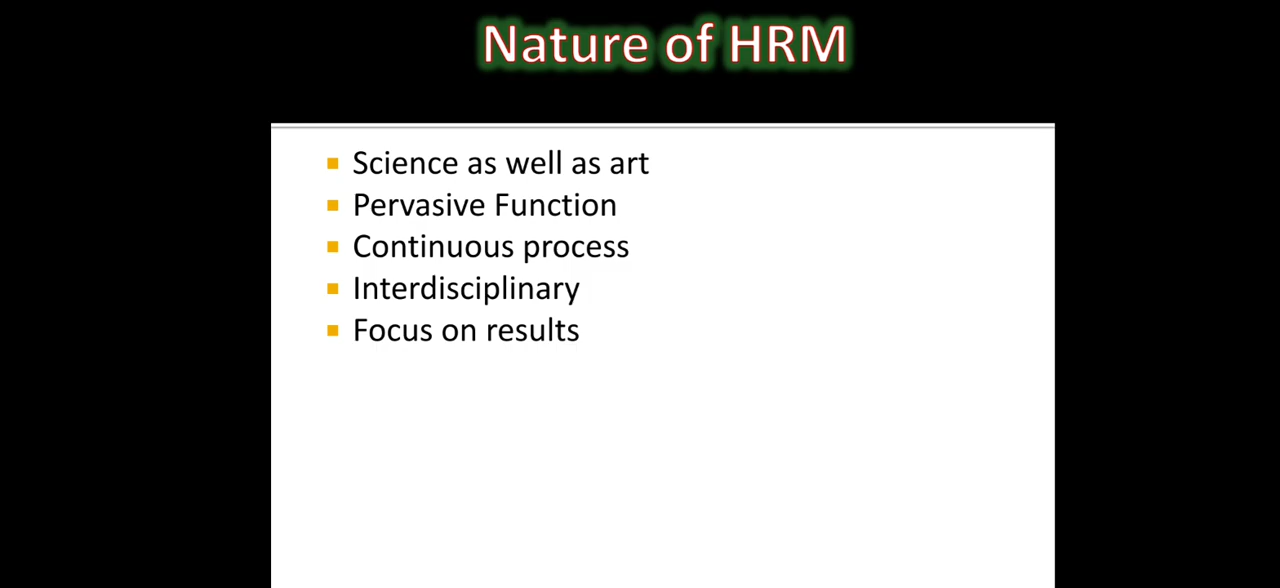 Nature of HRM
Science as well as art
Pervasive Function
Continuous process
Interdisciplinary
Focus on results